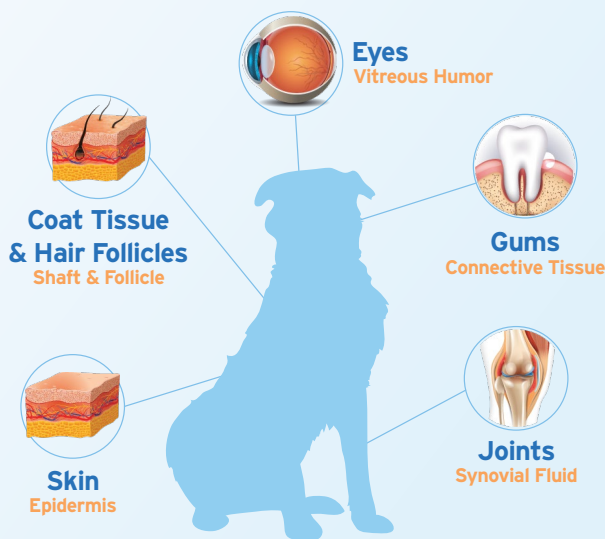 Eyes
Vitreous Humor
Coat Tissue
& Hair Follicles
Shaft & Follicle
Gums
Connective Tissue
Skin
Epidermis
Joints
Synovial Fluid